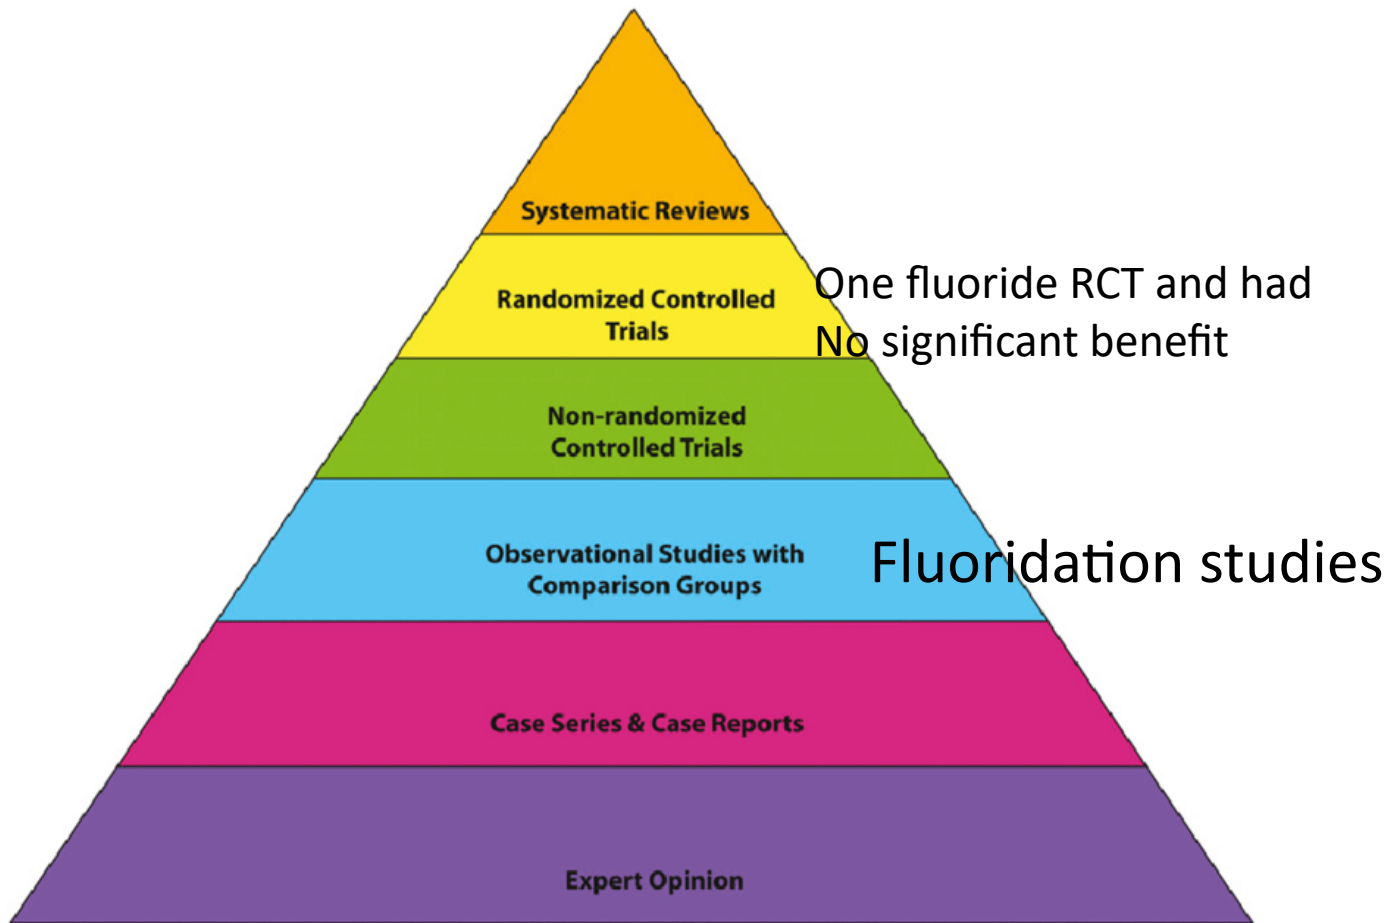 Systematic Reviews
Randomized Controlled
Trials
One fluoride RCT and had
No significant benefit
Non-randomized
Controlled Trials
Observational Studies with
Comparison Groups
Fluoridation studies
Case Series & Case Reports
Expert Opinion